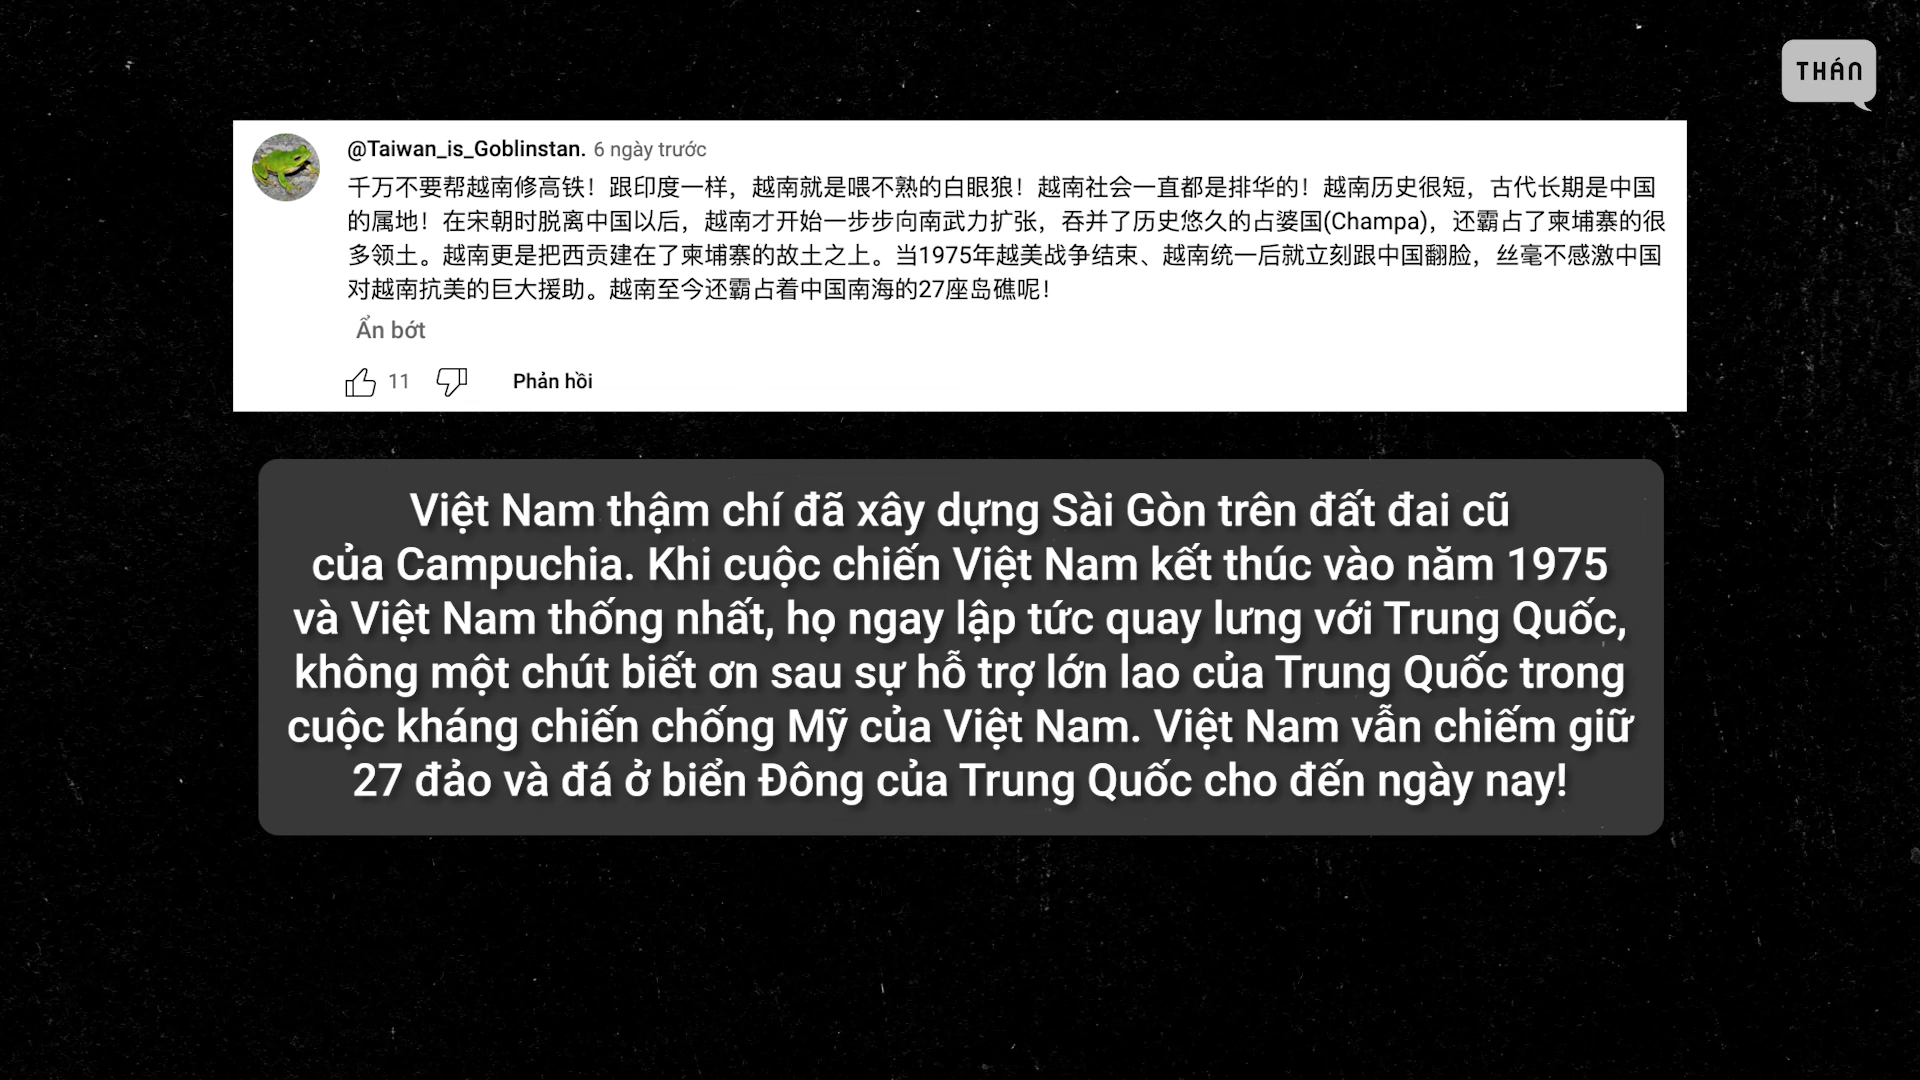 THÁN
@Taiwan_is_Goblinstan. 6 ngày trước
千万不要帮越南修高铁！跟印度一样，越南就是喂不熟的白眼狼！越南社会一直都是排华的！越南历史很短，古代长期是中国
的属地！在宋朝时脱离中国以后，越南才开始一步步向南武力扩张，吞并了历史悠久的占婆国(Champa)，还霸占了柬埔寨的很
多领土。越南更是把西贡建在了柬埔寨的故土之上。当1975年越美战争结束、越南统一后就立刻跟中国翻脸，丝毫不感激中国
对越南抗美的巨大援助。越南至今还霸占着中国南海的27座岛礁呢！
Ẩn bớt
11 Phản hồi
Việt Nam thậm chí đã xây dựng Sài Gòn trên đất đai cũ
của Campuchia. Khi cuộc chiến Việt Nam kết thúc vào năm 1975
và Việt Nam thống nhất, họ ngay lập tức quay lưng với Trung Quốc,
không một chút biết ơn sau sự hỗ trợ lớn lao của Trung Quốc trong
cuộc kháng chiến chống Mỹ của Việt Nam. Việt Nam vẫn chiếm giữ
27 đảo và đá ở biển Đông của Trung Quốc cho đến ngày nay!